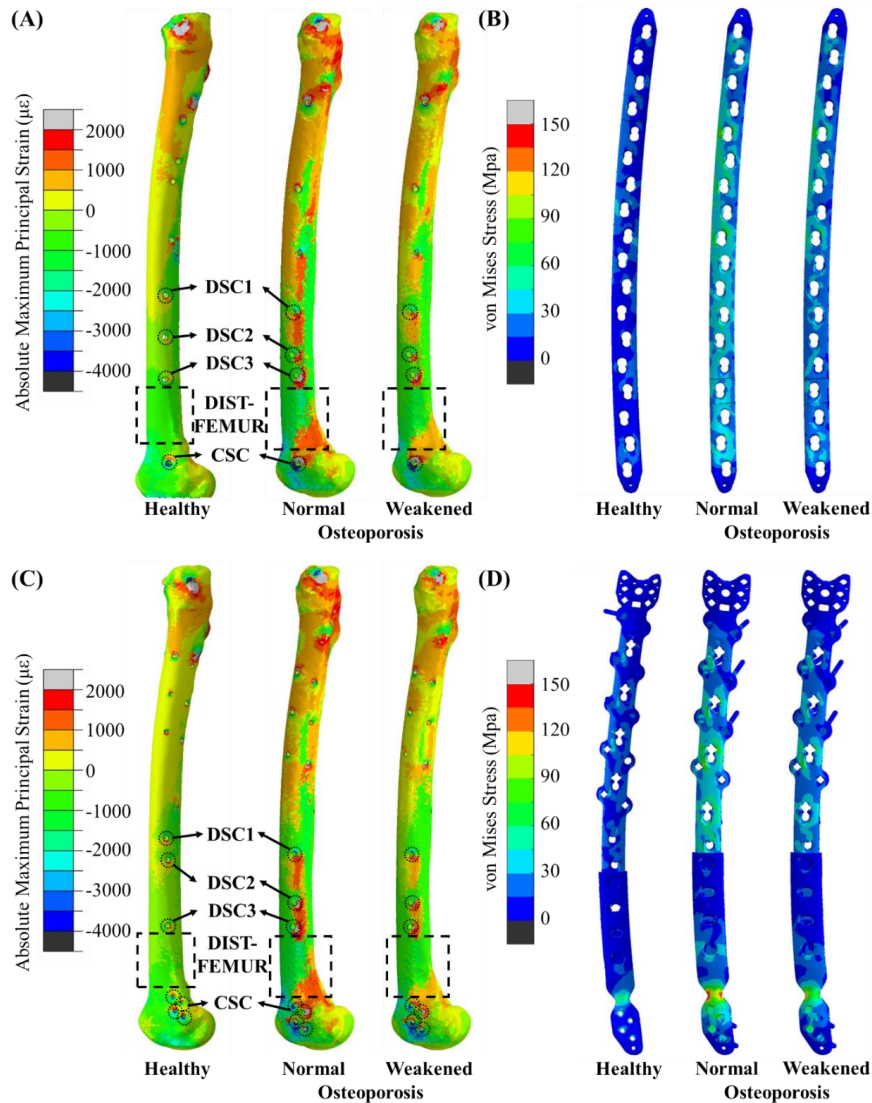 (A)
Absolute Maximum Principal Strain (µε)
2000
1000
0
-1000
-2000
-3000
-4000
DSC1
DSC2
DSC3
DIST-
FEMUR
CSC
Healthy
Normal
Weakened
Osteoporosis
(B)
von Mises Stress (Mpa)
150
120
90
60
30
0
Healthy
Normal
Weakened
Osteoporosis
(C)
Absolute Maximum Principal Strain (µε)
2000
1000
0
-1000
-2000
-3000
-4000
DSC1
DSC2
DSC3
DIST-
FEMUR
CSC
Healthy
Normal
Weakened
Osteoporosis
(D)
von Mises Stress (Mpa)
150
120
90
60
30
0
Healthy
Normal
Weakened
Osteoporosis